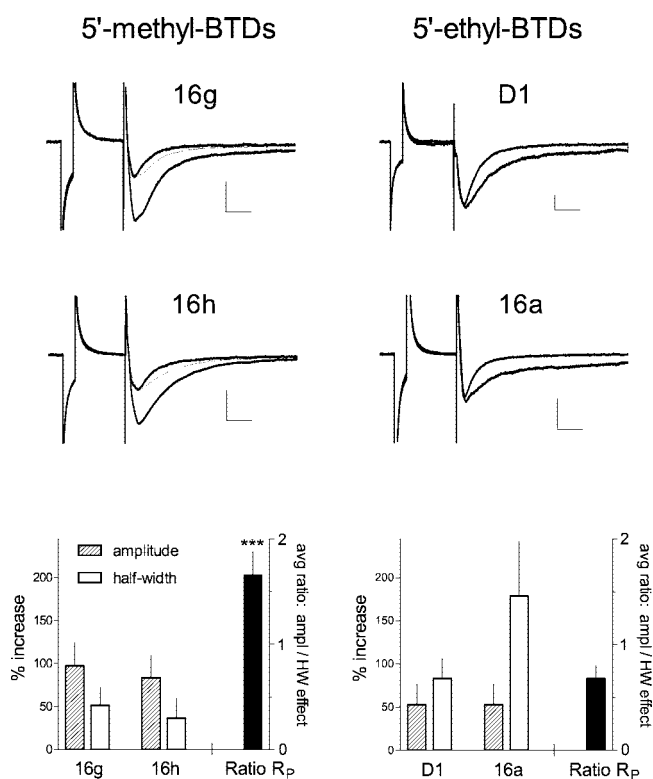 5'-methyl-BTDs
5'-ethyl-BTDs
16g
D1
16h
16a
amplitude
half-width
***
% increase
200
150
100
50
0
2
1
0
avg ratio: ampl / HW effect
16g
16h
Ratio RP
% increase
200
150
100
50
0
2
1
0
avg ratio: ampl / HW effect
D1
16a
Ratio RP